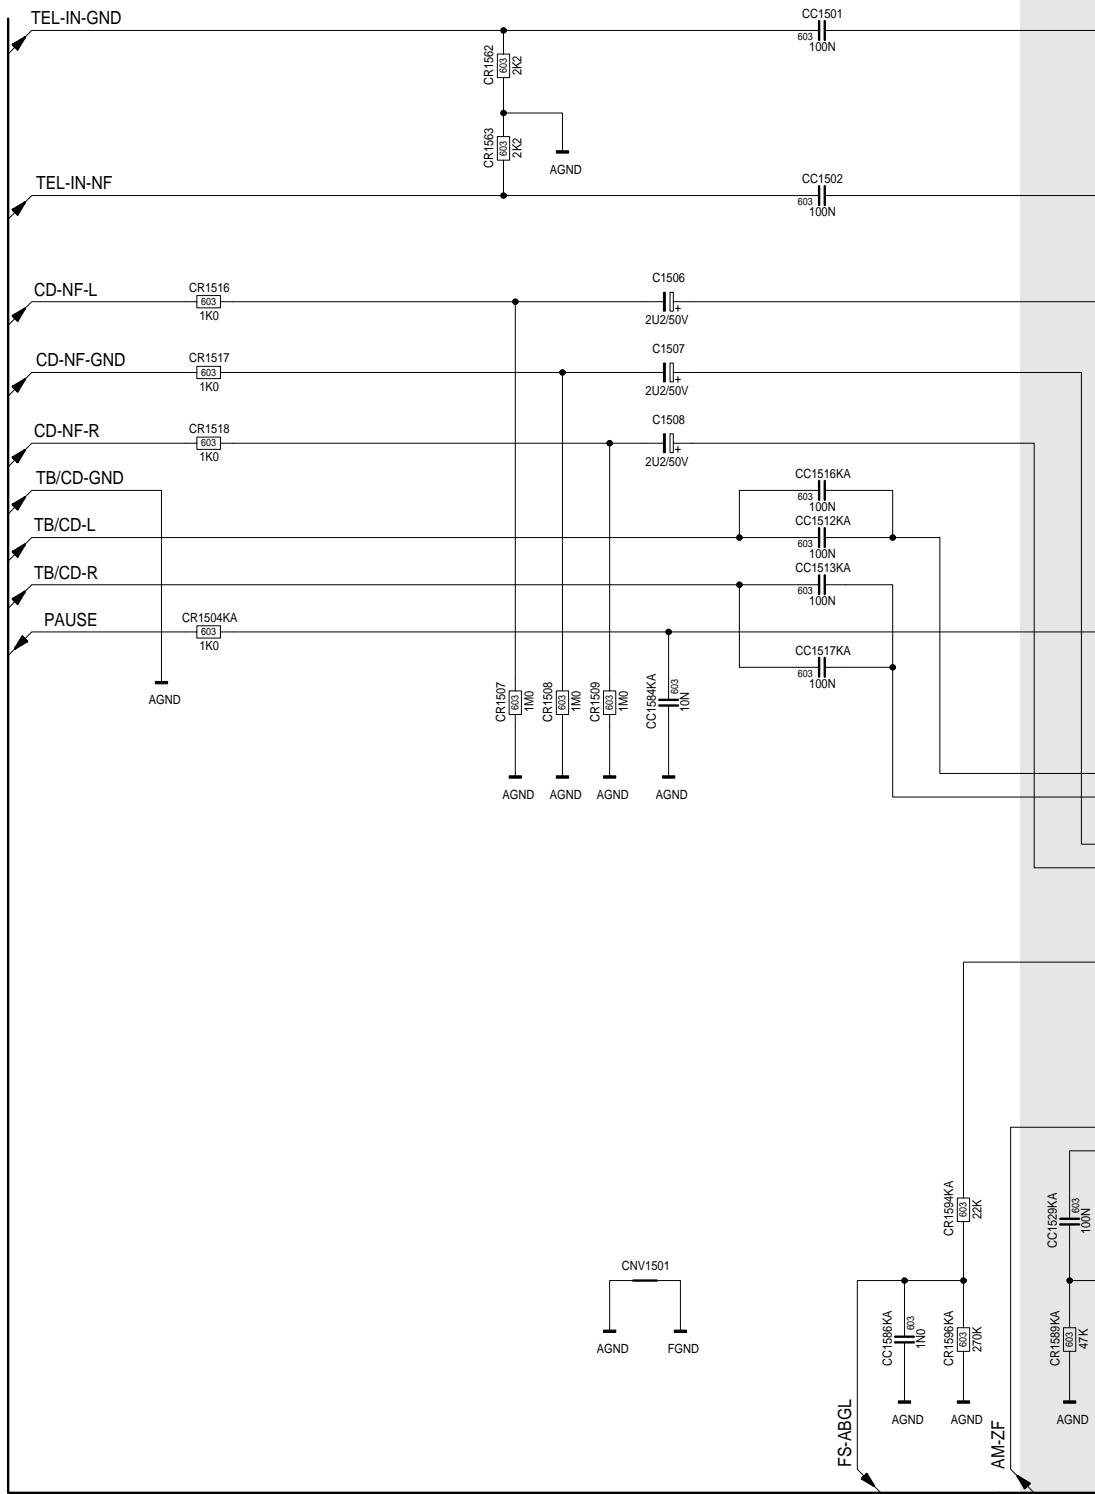 TEL-IN-GND
CC1501
603
100N
CR1562
603
2K2
CR1563
603
2K2
AGND
TEL-IN-NF
CC1502
603
100N
CD-NF-L
CR1516
603
1K0
C1506
+
2U2/50V
CD-NF-GND
CR1517
603
1K0
C1507
+
2U2/50V
CD-NF-R
CR1518
603
1K0
C1508
+
2U2/50V
TB/CD-GND
CC1516KA
603
100N
TB/CD-L
CC1512KA
603
100N
TB/CD-R
CC1513KA
603
100N
PAUSE
CR1504KA
603
1K0
CC1517KA
603
100N
AGND
CR1507
603
1M0
CR1508
603
1M0
CR1509
603
1M0
CC1584KA
603
10N
AGND
AGND
AGND
AGND
CR1594KA
603
22K
CC1529KA
603
100N
CNV1501
AGND
FGND
CC1586KA
603
1N0
CR1596KA
603
270K
CR1589KA
603
47K
AGND
AGND
AGND
FS-ABGL
AM-ZF